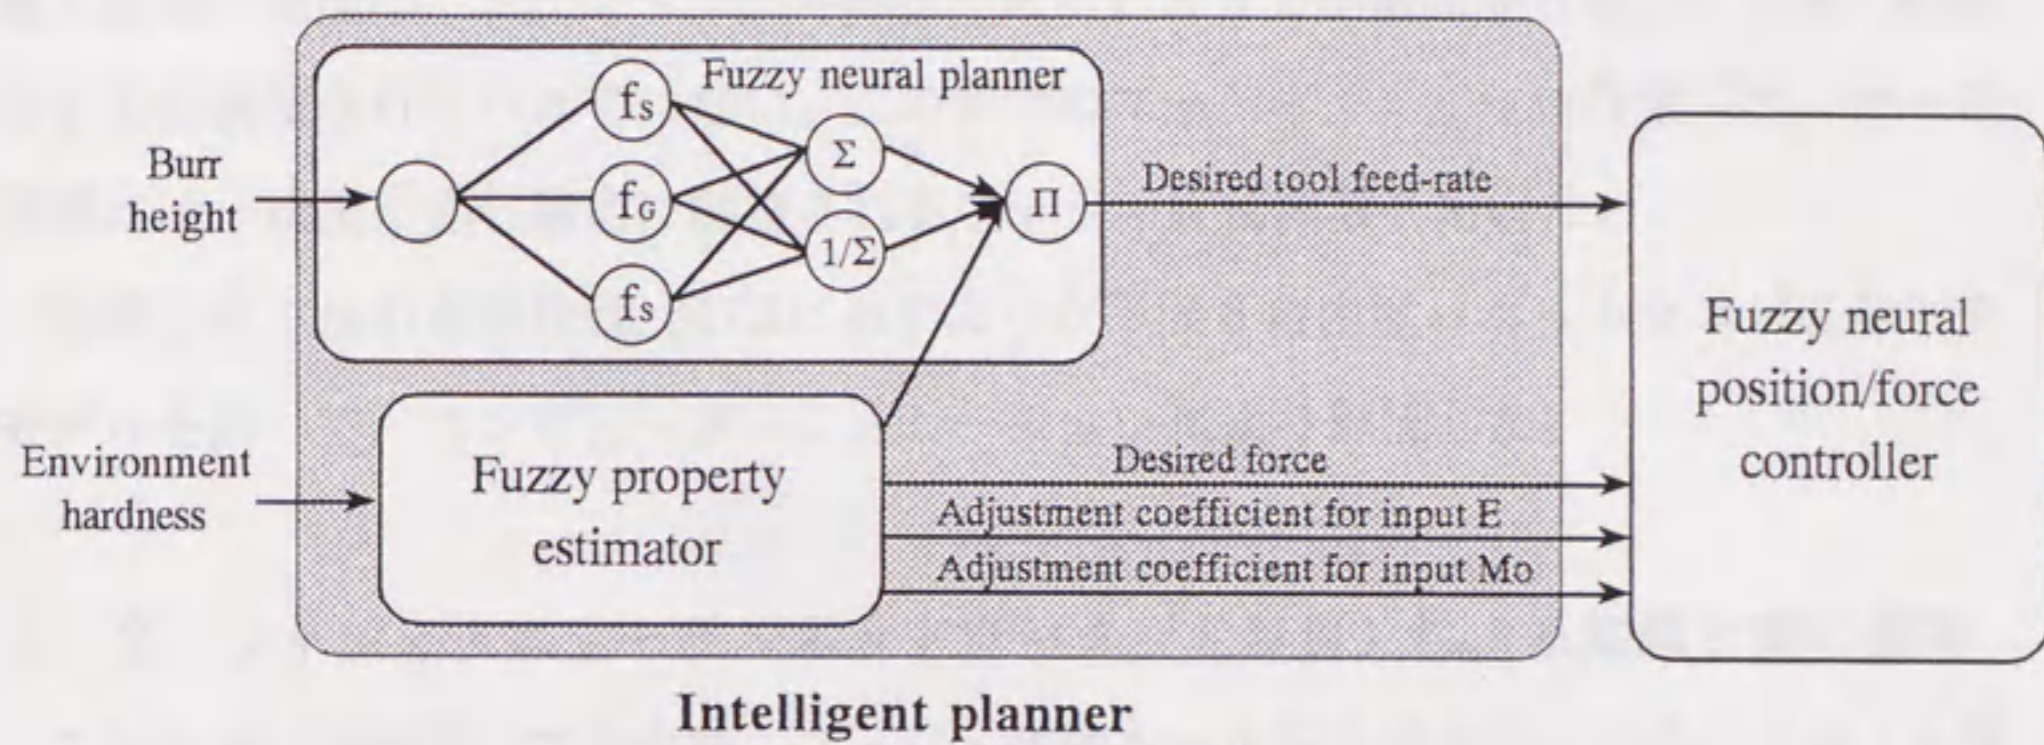 Fuzzy neural planner
Burr
height
fS
fG
fS
Σ
1/Σ
Π
Desired tool feed-rate
Environment
hardness
Fuzzy property
estimator
Desired force
Adjustment coefficient for input E
Adjustment coefficient for input Mo
Fuzzy neural
position/force
controller
Intelligent planner